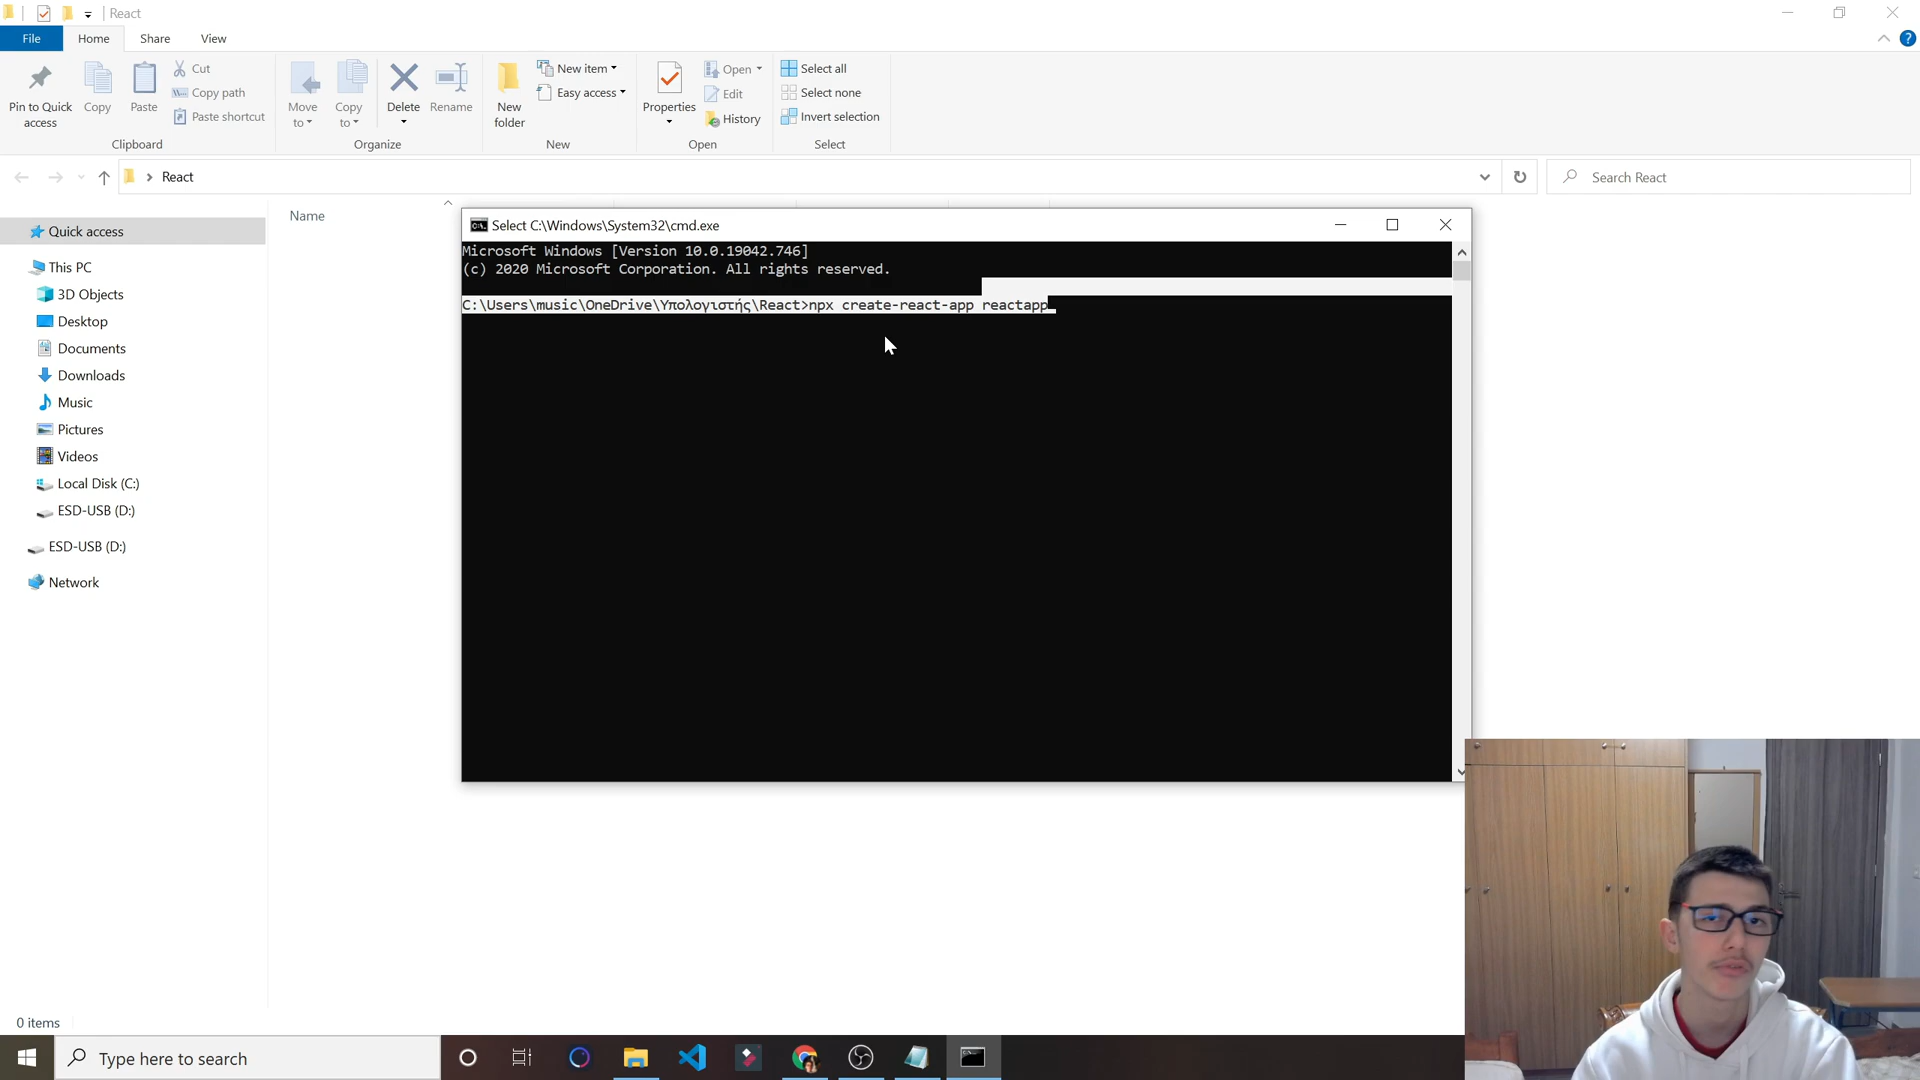 React
File
Home
Share
View
Pin to Quick access
Copy
Paste
Cut
Copy path
Paste shortcut
Clipboard
Move to
Copy to
Delete
Rename
Organize
New folder
New item
Easy access
New
Properties
Open
Edit
History
Open
Select all
Select none
Invert selection
Select
React
Search React
Name
Quick access
This PC
3D Objects
Desktop
Documents
Downloads
Music
Pictures
Videos
Local Disk (C:)
ESD-USB (D:)
ESD-USB (D:)
Network
Select C:\Windows\System32\cmd.exe
Microsoft Windows [Version 10.0.19042.746]
(c) 2020 Microsoft Corporation. All rights reserved.
C:\Users\music\OneDrive\Υπολογιστής\React>npx create-react-app reactapp
0 items
Type here to search